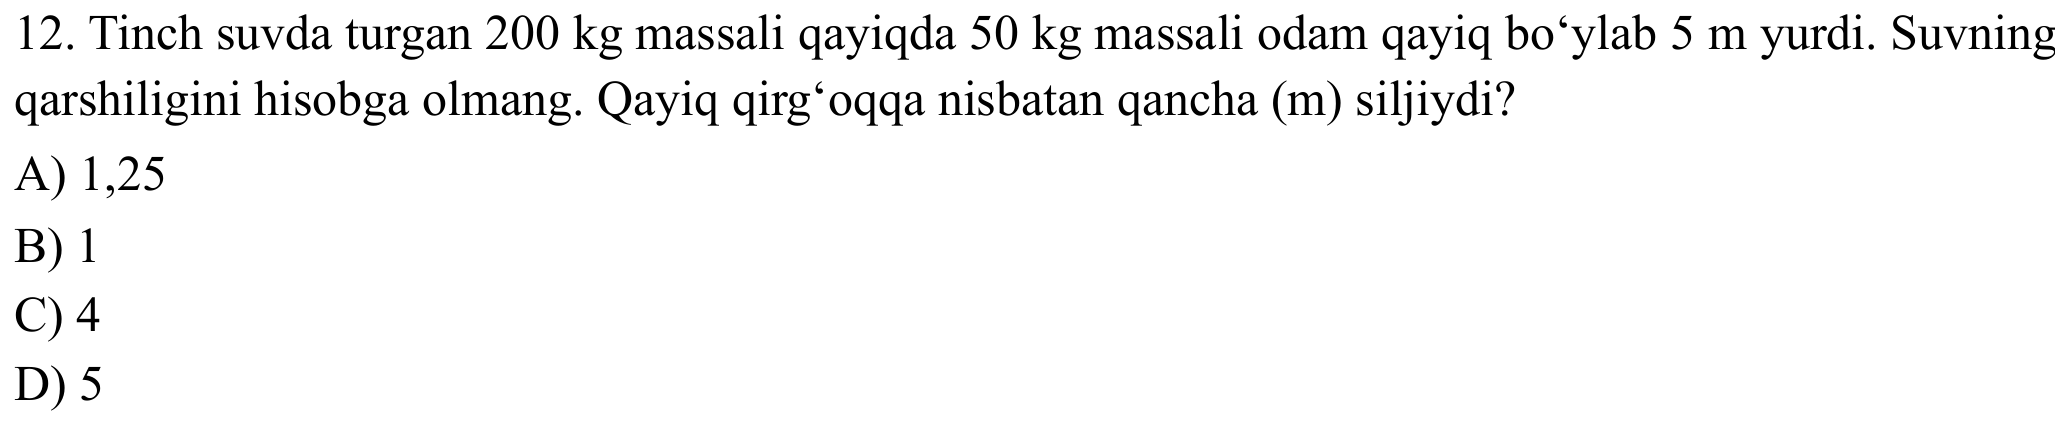 12. Tinch suvda turgan 200 kg massali qayiqda 50 kg massali odam qayiq bo‘ylab 5 m yurdi. Suvning
qarshiligini hisobga olmang. Qayiq qirg‘oqqa nisbatan qancha (m) siljiydi?
A) 1,25
B) 1
C) 4
D) 5